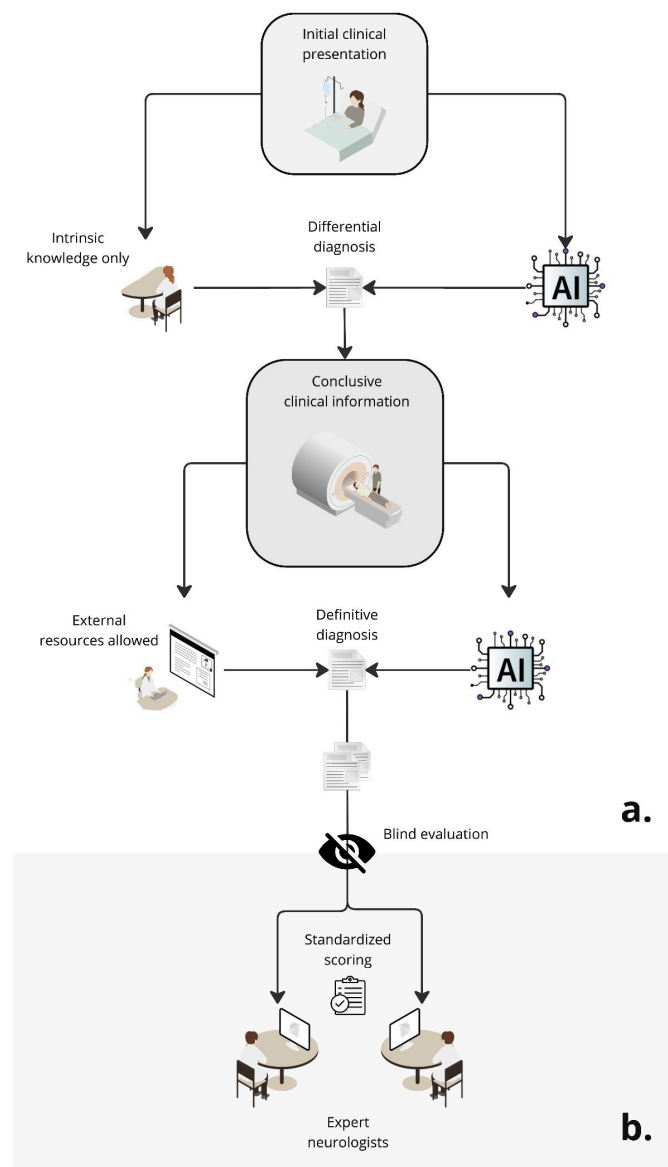 Initial clinical
presentation
Intrinsic
knowledge only
Differential
diagnosis
AI
Conclusive
clinical information
External
resources allowed
Definitive
diagnosis
AI
a.
Blind evaluation
Standardized
scoring
Expert
neurologists
b.